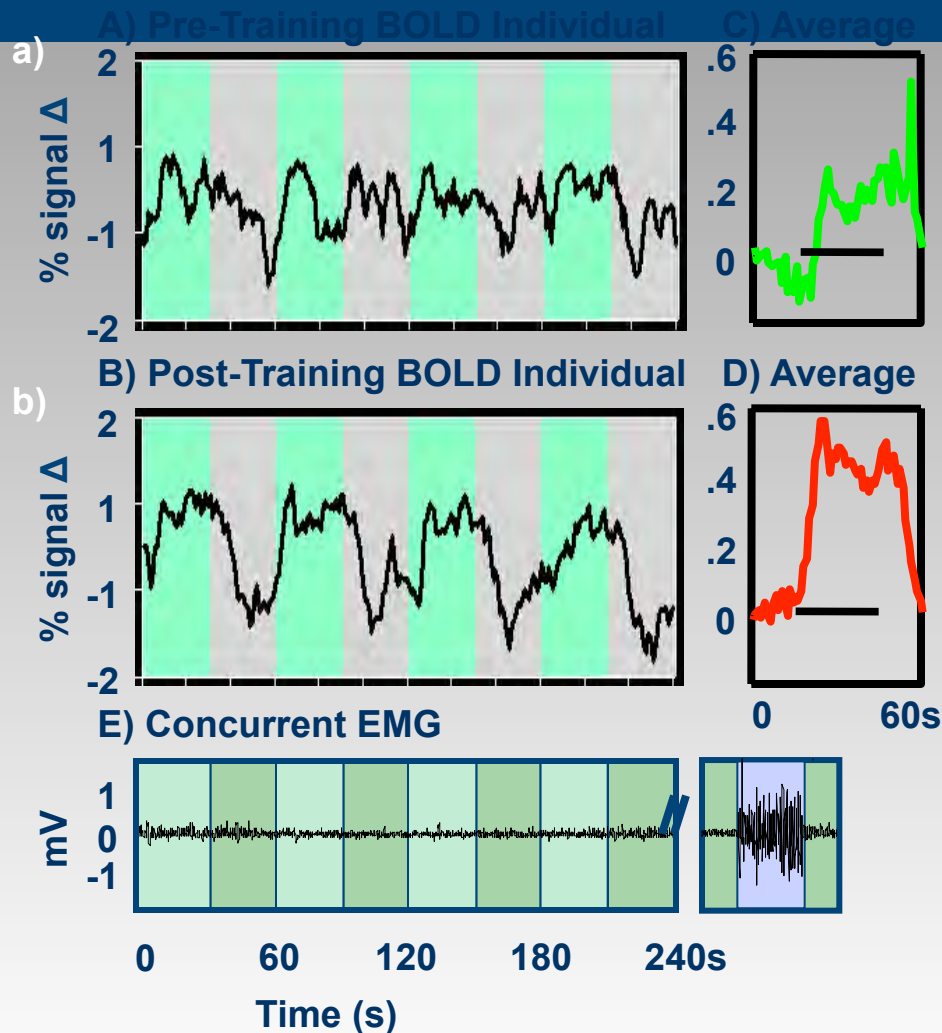 A) Pre-Training BOLD Individual
C) Average
a)
% signal Δ
2
1
-1
-2
.6
.4
.2
0
B) Post-Training BOLD Individual
D) Average
b)
% signal Δ
2
1
-1
-2
.6
.4
.2
0
0 60s
E) Concurrent EMG
mV
1
0
-1
0 60 120 180 240s
Time (s)